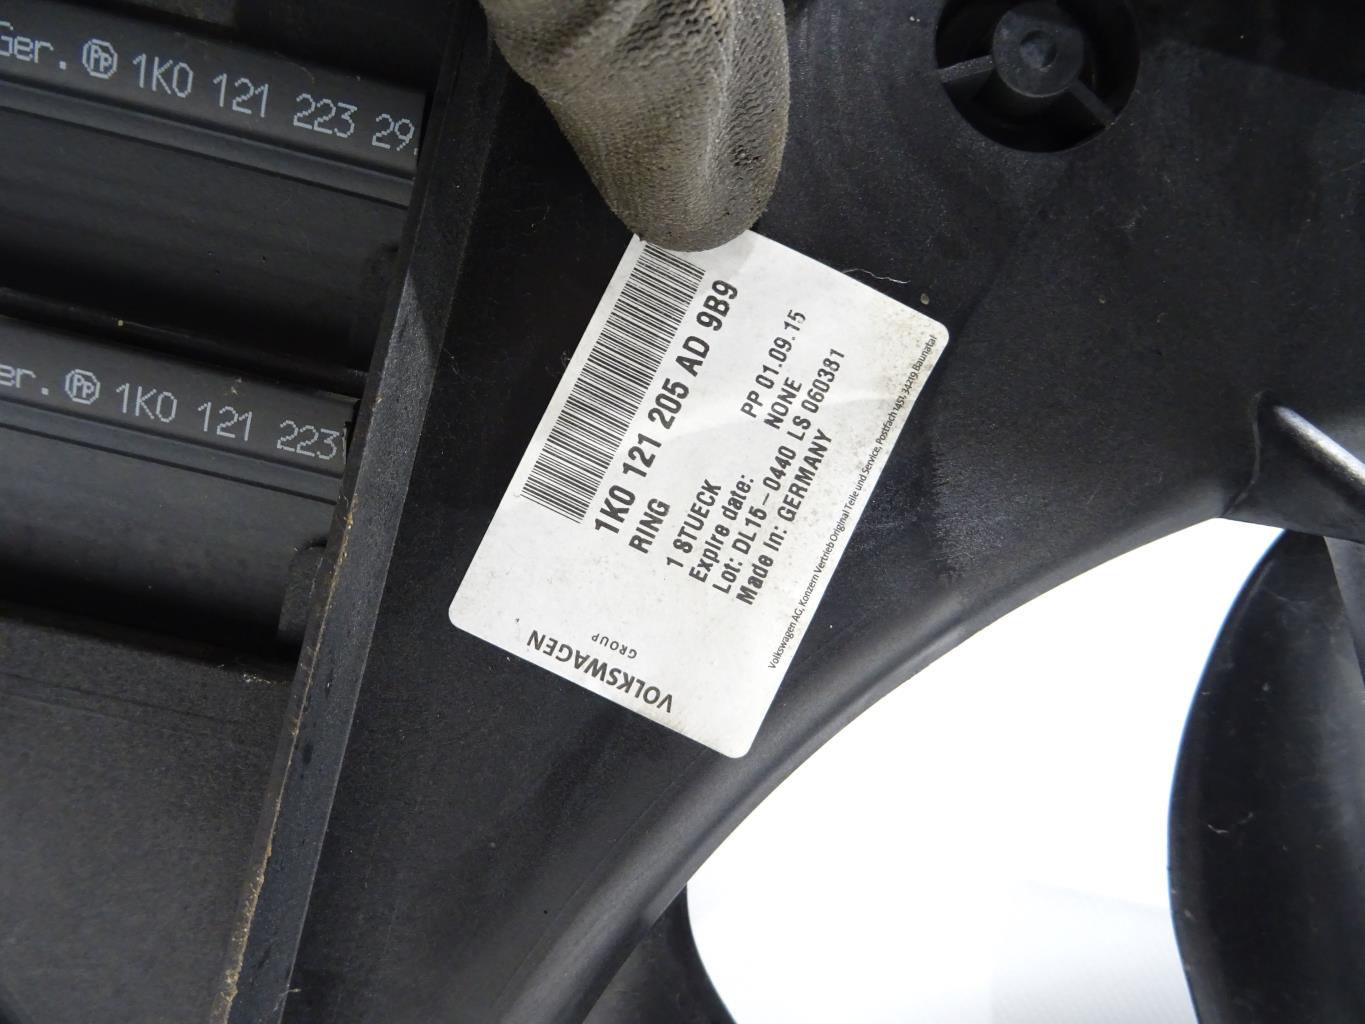 Ger. PP 1K0 121 223 29
er. PP 1K0 121 223
1K0 121 205 AD 9B9
RING
1 STUECK PP 01.09.15
Expire date: NONE
Lot: DL15-0440 LS 060381
Made In: GERMANY
Volkswagen AG, Konzern Vertrieb Original Teile und Service, Postfach 1451, 34219 Baunatal
VOLKSWAGEN
GROUP